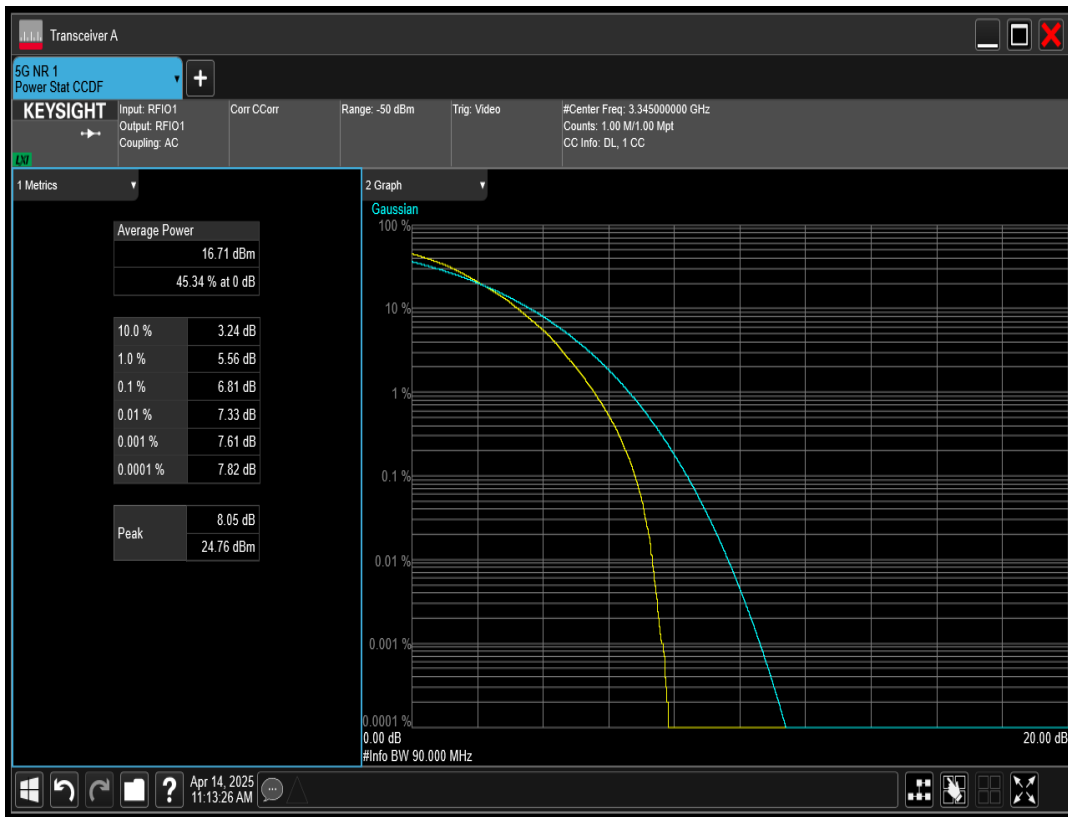 Transceiver A
5G NR 1
Power Stat CCDF
+
KEYSIGHT
LXI
Input: RFIO1
Output: RFIO1
Coupling: AC
Corr CCorr
Range: -50 dBm
Trig: Video
#Center Freq: 3.345000000 GHz
Counts: 1.00 M/1.00 Mpt
CC Info: DL, 1 CC
1 Metrics
Average Power
16.71 dBm
45.34 % at 0 dB
10.0 % 3.24 dB
1.0 % 5.56 dB
0.1 % 6.81 dB
0.01 % 7.33 dB
0.001 % 7.61 dB
0.0001 % 7.82 dB
Peak
8.05 dB
24.76 dBm
2 Graph
Gaussian
100 %
10 %
1 %
0.1 %
0.01 %
0.001 %
0.0001 %
0.00 dB 20.00 dB
#Info BW 90.000 MHz
?
Apr 14, 2025
11:13:26 AM